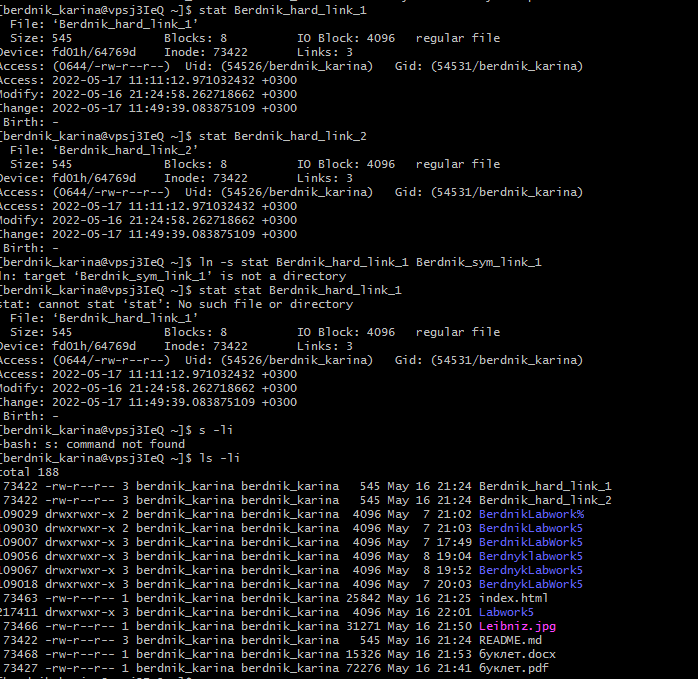 [berdnik_karina@vpsj3IeQ ~]$ stat Berdnik_hard_link_1
File: ‘Berdnik_hard_link_1’
Size: 545 Blocks: 8 IO Block: 4096 regular file
Device: fd01h/64769d Inode: 73422 Links: 3
Access: (0644/-rw-r--r--) Uid: (54526/berdnik_karina) Gid: (54531/berdnik_karina)
Access: 2022-05-17 11:11:12.971032432 +0300
Modify: 2022-05-16 21:24:58.262718662 +0300
Change: 2022-05-17 11:49:39.083875109 +0300
Birth: -
[berdnik_karina@vpsj3IeQ ~]$ stat Berdnik_hard_link_2
File: ‘Berdnik_hard_link_2’
Size: 545 Blocks: 8 IO Block: 4096 regular file
Device: fd01h/64769d Inode: 73422 Links: 3
Access: (0644/-rw-r--r--) Uid: (54526/berdnik_karina) Gid: (54531/berdnik_karina)
Access: 2022-05-17 11:11:12.971032432 +0300
Modify: 2022-05-16 21:24:58.262718662 +0300
Change: 2022-05-17 11:49:39.083875109 +0300
Birth: -
[berdnik_karina@vpsj3IeQ ~]$ ln -s stat Berdnik_hard_link_1 Berdnik_sym_link_1
ln: target ‘Berdnik_sym_link_1’ is not a directory
[berdnik_karina@vpsj3IeQ ~]$ stat stat Berdnik_hard_link_1
stat: cannot stat ‘stat’: No such file or directory
File: ‘Berdnik_hard_link_1’
Size: 545 Blocks: 8 IO Block: 4096 regular file
Device: fd01h/64769d Inode: 73422 Links: 3
Access: (0644/-rw-r--r--) Uid: (54526/berdnik_karina) Gid: (54531/berdnik_karina)
Access: 2022-05-17 11:11:12.971032432 +0300
Modify: 2022-05-16 21:24:58.262718662 +0300
Change: 2022-05-17 11:49:39.083875109 +0300
Birth: -
[berdnik_karina@vpsj3IeQ ~]$ s -li
-bash: s: command not found
[berdnik_karina@vpsj3IeQ ~]$ ls -li
total 188
73422 -rw-r--r-- 3 berdnik_karina berdnik_karina 545 May 16 21:24 Berdnik_hard_link_1
73422 -rw-r--r-- 3 berdnik_karina berdnik_karina 545 May 16 21:24 Berdnik_hard_link_2
109029 drwxrwxr-x 2 berdnik_karina berdnik_karina 4096 May 7 21:02 BerdnikLabwork%
109030 drwxrwxr-x 2 berdnik_karina berdnik_karina 4096 May 7 21:03 BerdnikLabwork5
109007 drwxrwxr-x 3 berdnik_karina berdnik_karina 4096 May 7 17:49 BerdnikLabWork5
109056 drwxrwxr-x 3 berdnik_karina berdnik_karina 4096 May 8 19:04 Berdnyklabwork5
109067 drwxrwxr-x 3 berdnik_karina berdnik_karina 4096 May 8 19:52 BerdnykLabwork5
109018 drwxrwxr-x 3 berdnik_karina berdnik_karina 4096 May 7 20:03 BerdnykLabWork5
73463 -rw-r--r-- 1 berdnik_karina berdnik_karina 25842 May 16 21:25 index.html
217411 drwxrwxr-x 3 berdnik_karina berdnik_karina 4096 May 16 22:01 Labwork5
73466 -rw-r--r-- 1 berdnik_karina berdnik_karina 31271 May 16 21:50 Leibniz.jpg
73422 -rw-r--r-- 3 berdnik_karina berdnik_karina 545 May 16 21:24 README.md
73468 -rw-r--r-- 1 berdnik_karina berdnik_karina 15326 May 16 21:53 буклет.docx
73427 -rw-r--r-- 1 berdnik_karina berdnik_karina 72276 May 16 21:41 буклет.pdf